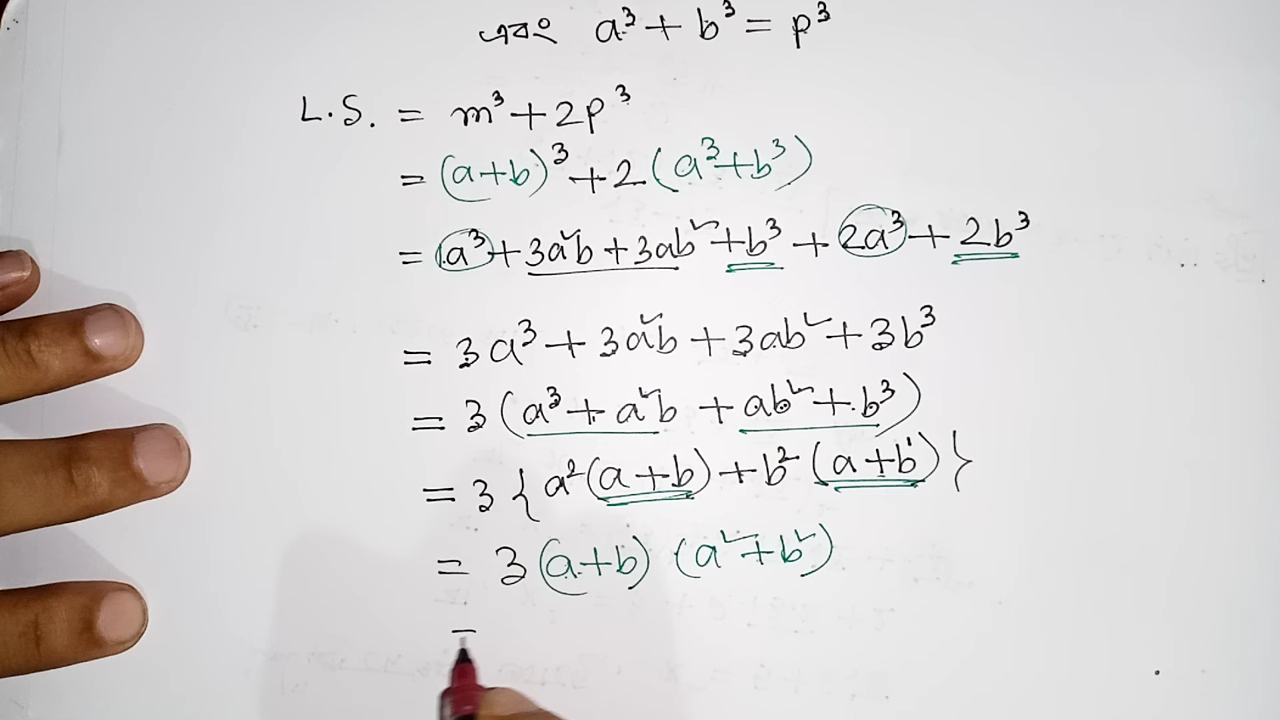 এবং a³ + b³ = p³
L.S. = m³ + 2p³
= (a+b)³ + 2(a³+b³)
= a³ + 3a²b + 3ab² + b³ + 2a³ + 2b³
= 3a³ + 3a²b + 3ab² + 3b³
= 3(a³ + a²b + ab² + b³)
= 3{a²(a+b) + b²(a+b)}
= 3(a+b)(a²+b²)